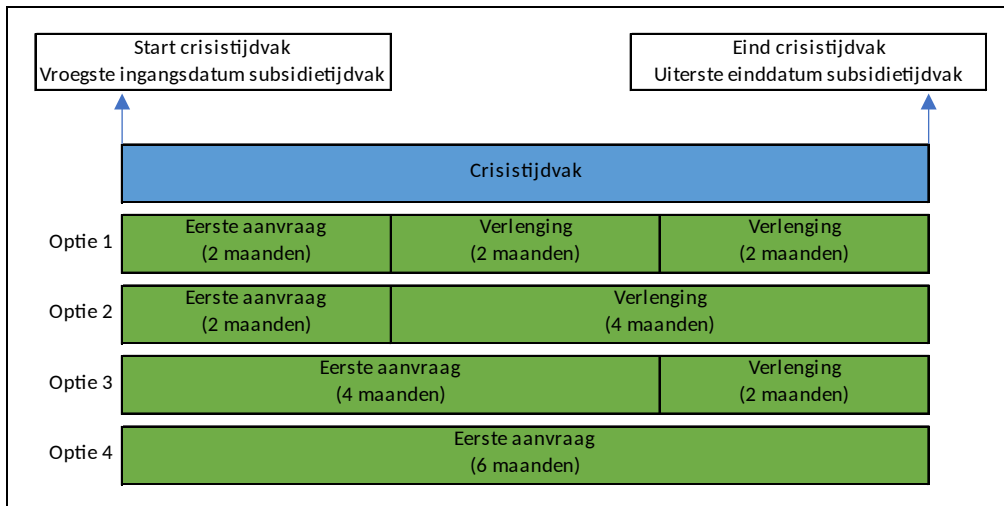 Start crisistijdvak
Vroegste ingangsdatum subsidietijdvak
Eind crisistijdvak
Uiterste einddatum subsidietijdvak
Crisistijdvak
Optie 1
Eerste aanvraag
(2 maanden)
Verlenging
(2 maanden)
Verlenging
(2 maanden)
Optie 2
Eerste aanvraag
(2 maanden)
Verlenging
(4 maanden)
Optie 3
Eerste aanvraag
(4 maanden)
Verlenging
(2 maanden)
Optie 4
Eerste aanvraag
(6 maanden)